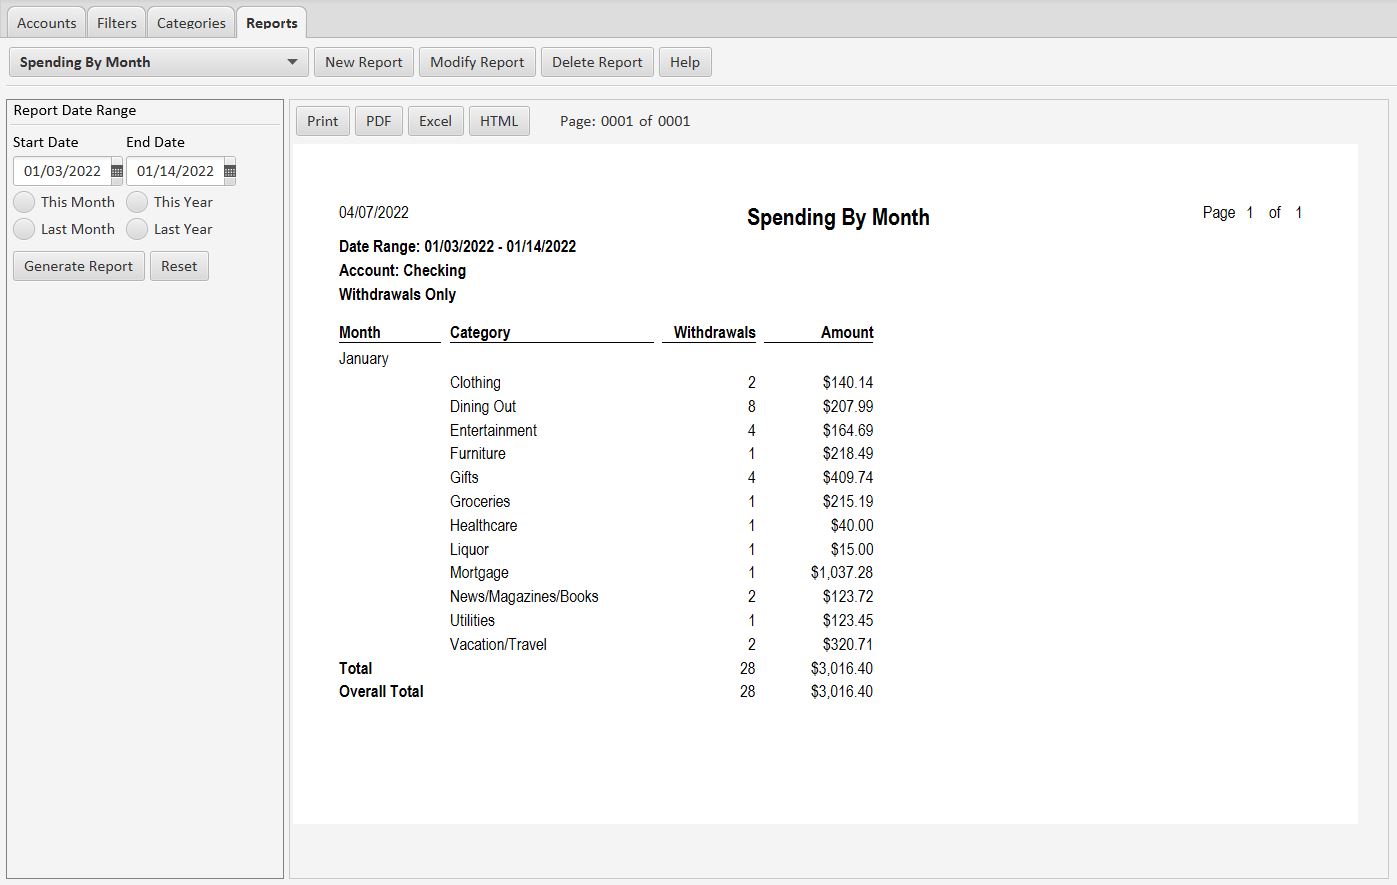 Accounts Filters Categories Reports
Spending By Month New Report Modify Report Delete Report Help
Report Date Range
Start Date End Date
01/03/2022 01/14/2022
This Month This Year
Last Month Last Year
Generate Report Reset
Print PDF Excel HTML Page: 0001 of 0001
04/07/2022 Spending By Month Page 1 of 1
Date Range: 01/03/2022 - 01/14/2022
Account: Checking
Withdrawals Only
Month Category Withdrawals Amount
January
Clothing 2 $140.14
Dining Out 8 $207.99
Entertainment 4 $164.69
Furniture 1 $218.49
Gifts 4 $409.74
Groceries 1 $215.19
Healthcare 1 $40.00
Liquor 1 $15.00
Mortgage 1 $1,037.28
News/Magazines/Books 2 $123.72
Utilities 1 $123.45
Vacation/Travel 2 $320.71
Total 28 $3,016.40
Overall Total 28 $3,016.40